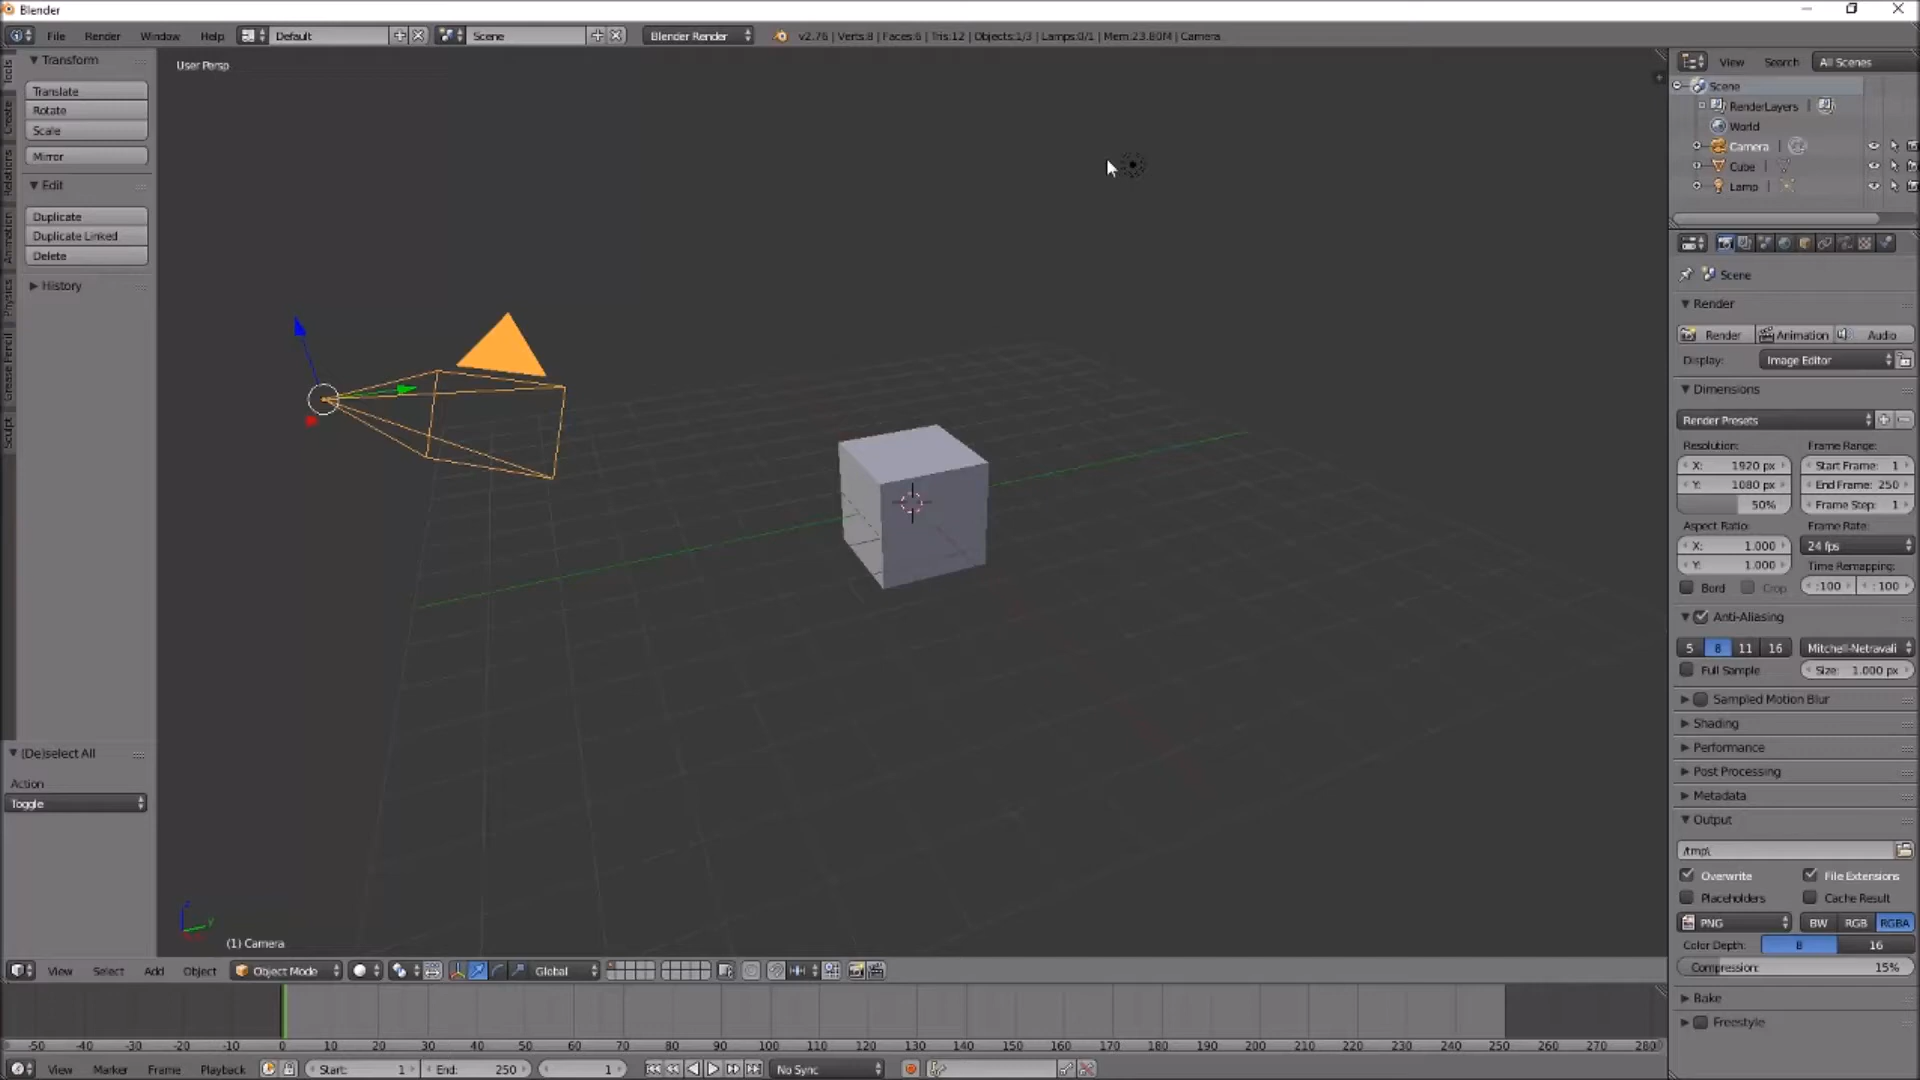 Blender
File Render Window Help Default Scene Blender Render v2.76 | Verts:8 | Faces:6 | Tris:12 | Objects:1/3 | Lamps:0/1 | Mem:23.80M | Camera
Tools
Create
Relations
Animation
Physics
Grease Pencil
Sculpt
Transform
Translate
Rotate
Scale
Mirror
Edit
Duplicate
Duplicate Linked
Delete
History
(De)select All
Action
Toggle
User Persp
(1) Camera
View Select Add Object Object Mode Global
-50 -40 -30 -20 -10 0 10 20 30 40 50 60 70 80 90 100 110 120 130 140 150 160 170 180 190 200 210 220 230 240 250 260 270 280
View Marker Frame Playback Start: 1 End: 250 1 No Sync
View Search All Scenes
Scene
RenderLayers |
World
Camera |
Cube |
Lamp |
Scene
Render
Render Animation Audio
Display: Image Editor
Dimensions
Render Presets
Resolution: Frame Range:
X: 1920 px Start Frame: 1
Y: 1080 px End Frame: 250
50% Frame Step: 1
Aspect Ratio: Frame Rate:
X: 1.000 24 fps
Y: 1.000 Time Remapping:
Bord Crop :100 : 100
Anti-Aliasing
5 8 11 16 Mitchell-Netravali
Full Sample Size: 1.000 px
Sampled Motion Blur
Shading
Performance
Post Processing
Metadata
Output
/tmp\
Overwrite File Extensions
Placeholders Cache Result
PNG BW RGB RGBA
Color Depth: 8 16
Compression: 15%
Bake
Freestyle